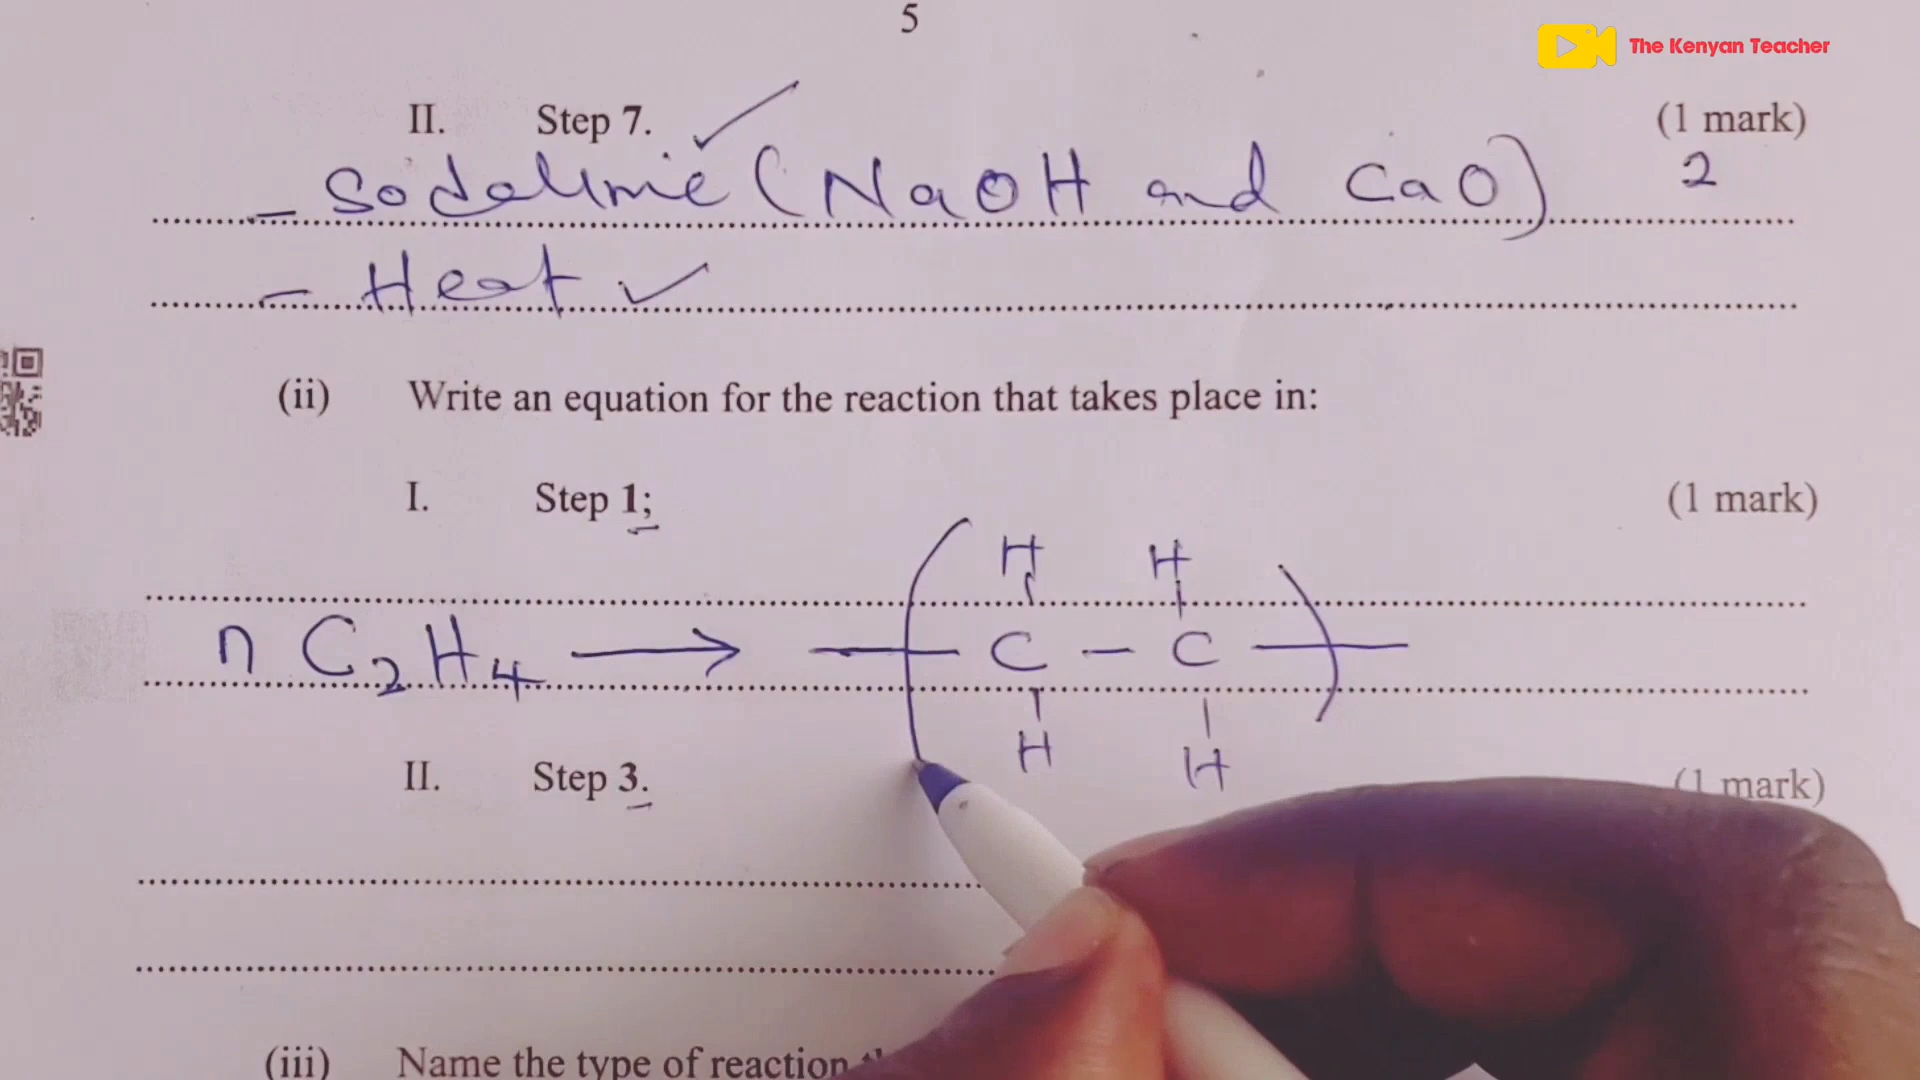 5
The Kenyan Teacher
II. Step 7. (1 mark)
- Sodalime (NaOH and CaO) 2
- Heat
(ii) Write an equation for the reaction that takes place in:
I. Step 1; (1 mark)
H H
n C2H4 → ( C - C )
H H
II. Step 3. (1 mark)
(iii) Name the type of reaction